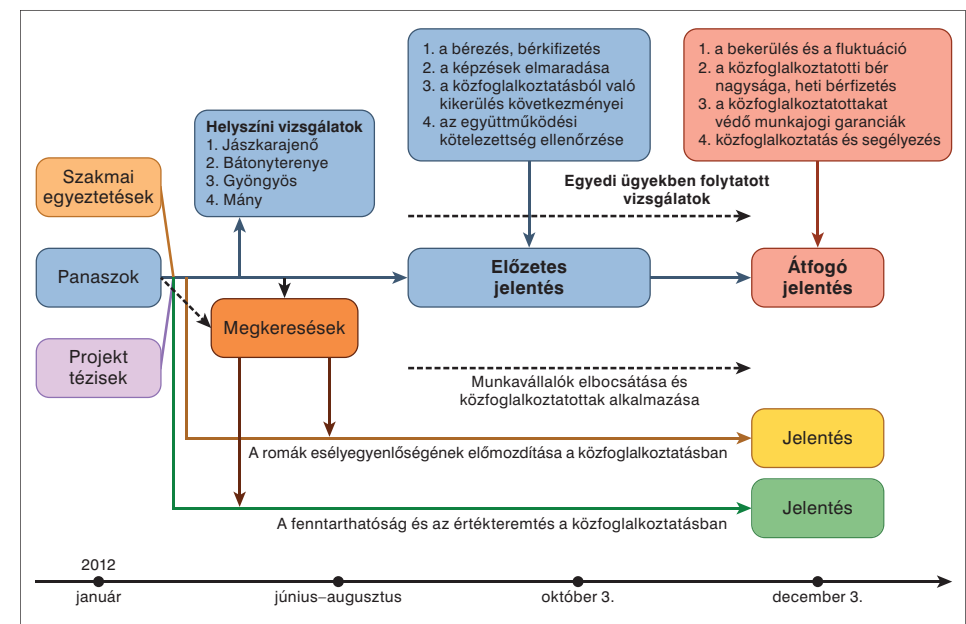 1. a bérezés, bérkifizetés
2. a képzések elmaradása
3. a közfoglalkoztatásból való
kikerülés következményei
4. az együttműködési
kötelezettség ellenőrzése
1. a bekerülés és a fluktuáció
2. a közfoglalkoztatotti bér
nagysága, heti bérfizetés
3. a közfoglalkoztatottakat
védő munkajogi garanciák
4. közfoglalkoztatás és segélyezés
Helyszíni vizsgálatok
1. Jászkarajenő
2. Bátonyterenye
3. Gyöngyös
4. Mány
Szakmai
egyeztetések
Egyedi ügyekben folytatott
vizsgálatok
Panaszok
Előzetes
jelentés
Átfogó
jelentés
Megkeresések
Projekt
tézisek
Munkavállalók elbocsátása és
közfoglalkoztatottak alkalmazása
Jelentés
A romák esélyegyenlőségének előmozdítása a közfoglalkoztatásban
Jelentés
A fenntarthatóság és az értékteremtés a közfoglalkoztatásban
2012
január
június–augusztus
október 3.
december 3.